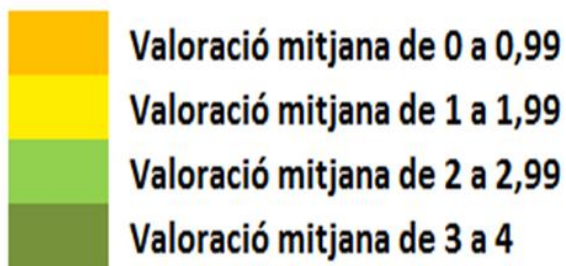 Valoració mitjana de 0 a 0,99
Valoració mitjana de 1 a 1,99
Valoració mitjana de 2 a 2,99
Valoració mitjana de 3 a 4